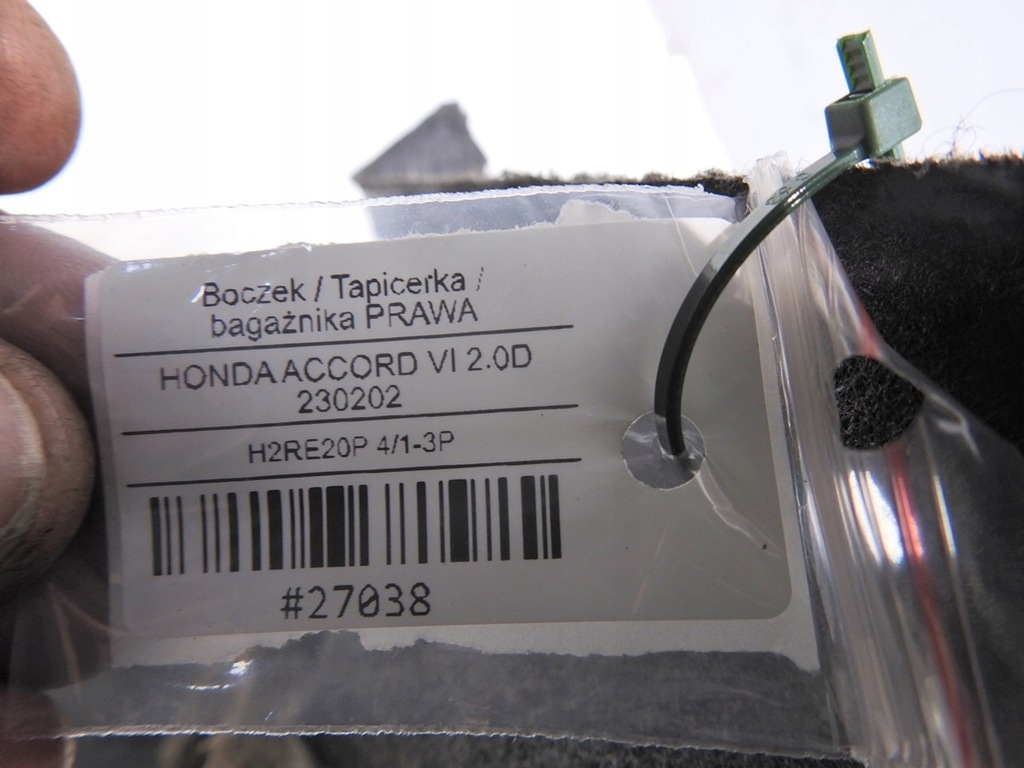 Boczek / Tapicerka /
bagażnika PRAWA
HONDA ACCORD VI 2.0D
230202
H2RE20P 4/1-3P
#27038